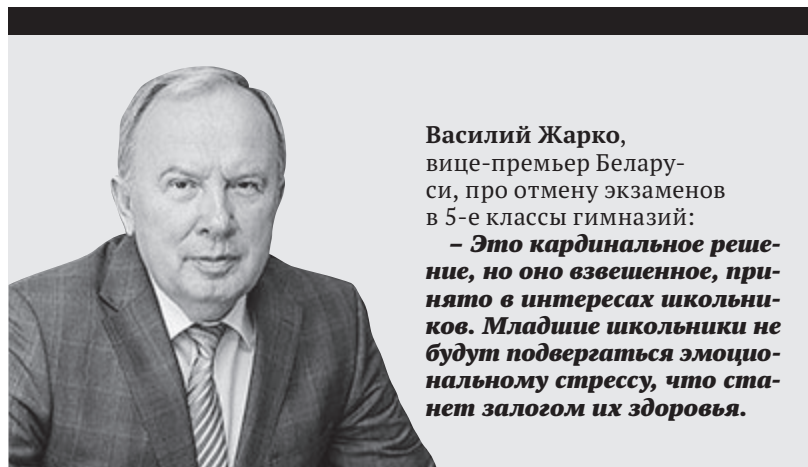 Василий Жарко,
вице-премьер Белару-
си, про отмену экзаменов
в 5-е классы гимназий:
– Это кардинальное реше-
ние, но оно взвешенное, при-
нято в интересах школьни-
ков. Младшие школьники не
будут подвергаться эмоцио-
нальному стрессу, что ста-
нет залогом их здоровья.